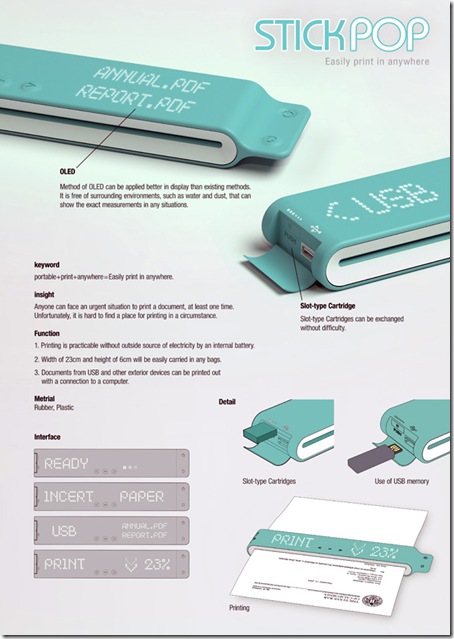 STICKPOP
Easily print in anywhere
ANNUAL.PDF
REPORT.PDF
OLED
Method of OLED can be applied better in display than existing methods.
It is free of surrounding environments, such as water and dust, that can
show the exact measurements in any situations.
< USB
PUSH
keyword
portable+print+anywhere=Easily print in anywhere.
insight
Anyone can face an urgent situation to print a document, at least one time.
Unfortunately, it is hard to find a place for printing in a circumstance.
Slot-type Cartridge
Slot-type Cartridges can be exchanged
without difficulty.
Function
1. Printing is practicable without outside source of electricity by an internal battery.
2. Width of 23cm and height of 6cm will be easily carried in any bags.
3. Documents from USB and other exterior devices can be printed out
with a connection to a computer.
Metrial
Rubber, Plastic
Detail
Interface
READY
INCERT PAPER
USB
ANNUAL.PDF
REPORT.PDF
PRINT 23%
Slot-type Cartridges
Use of USB memory
PRINT 23%
Printing